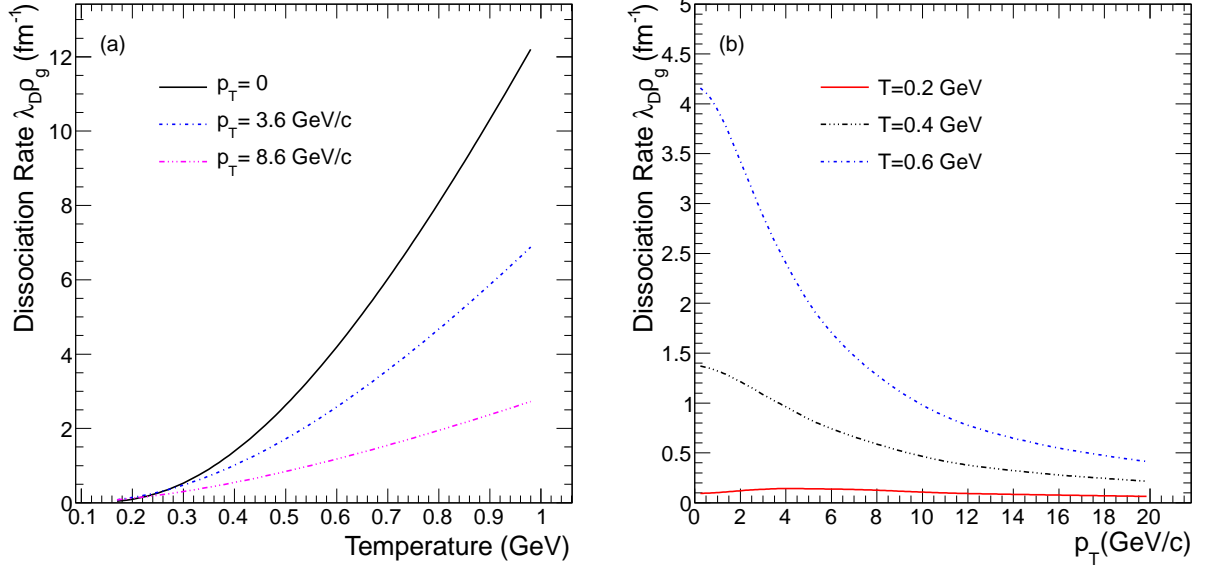 Dissociation Rate λ_Dρ_g (fm⁻¹)
(a)
p_T= 0
p_T= 3.6 GeV/c
p_T= 8.6 GeV/c
12
10
8
6
4
2
0
0.1 0.2 0.3 0.4 0.5 0.6 0.7 0.8 0.9 1
Temperature (GeV)
Dissociation Rate λ_Dρ_g (fm⁻¹)
(b)
T=0.2 GeV
T=0.4 GeV
T=0.6 GeV
5
4.5
4
3.5
3
2.5
2
1.5
1
0.5
0
0 2 4 6 8 10 12 14 16 18 20
p_T(GeV/c)